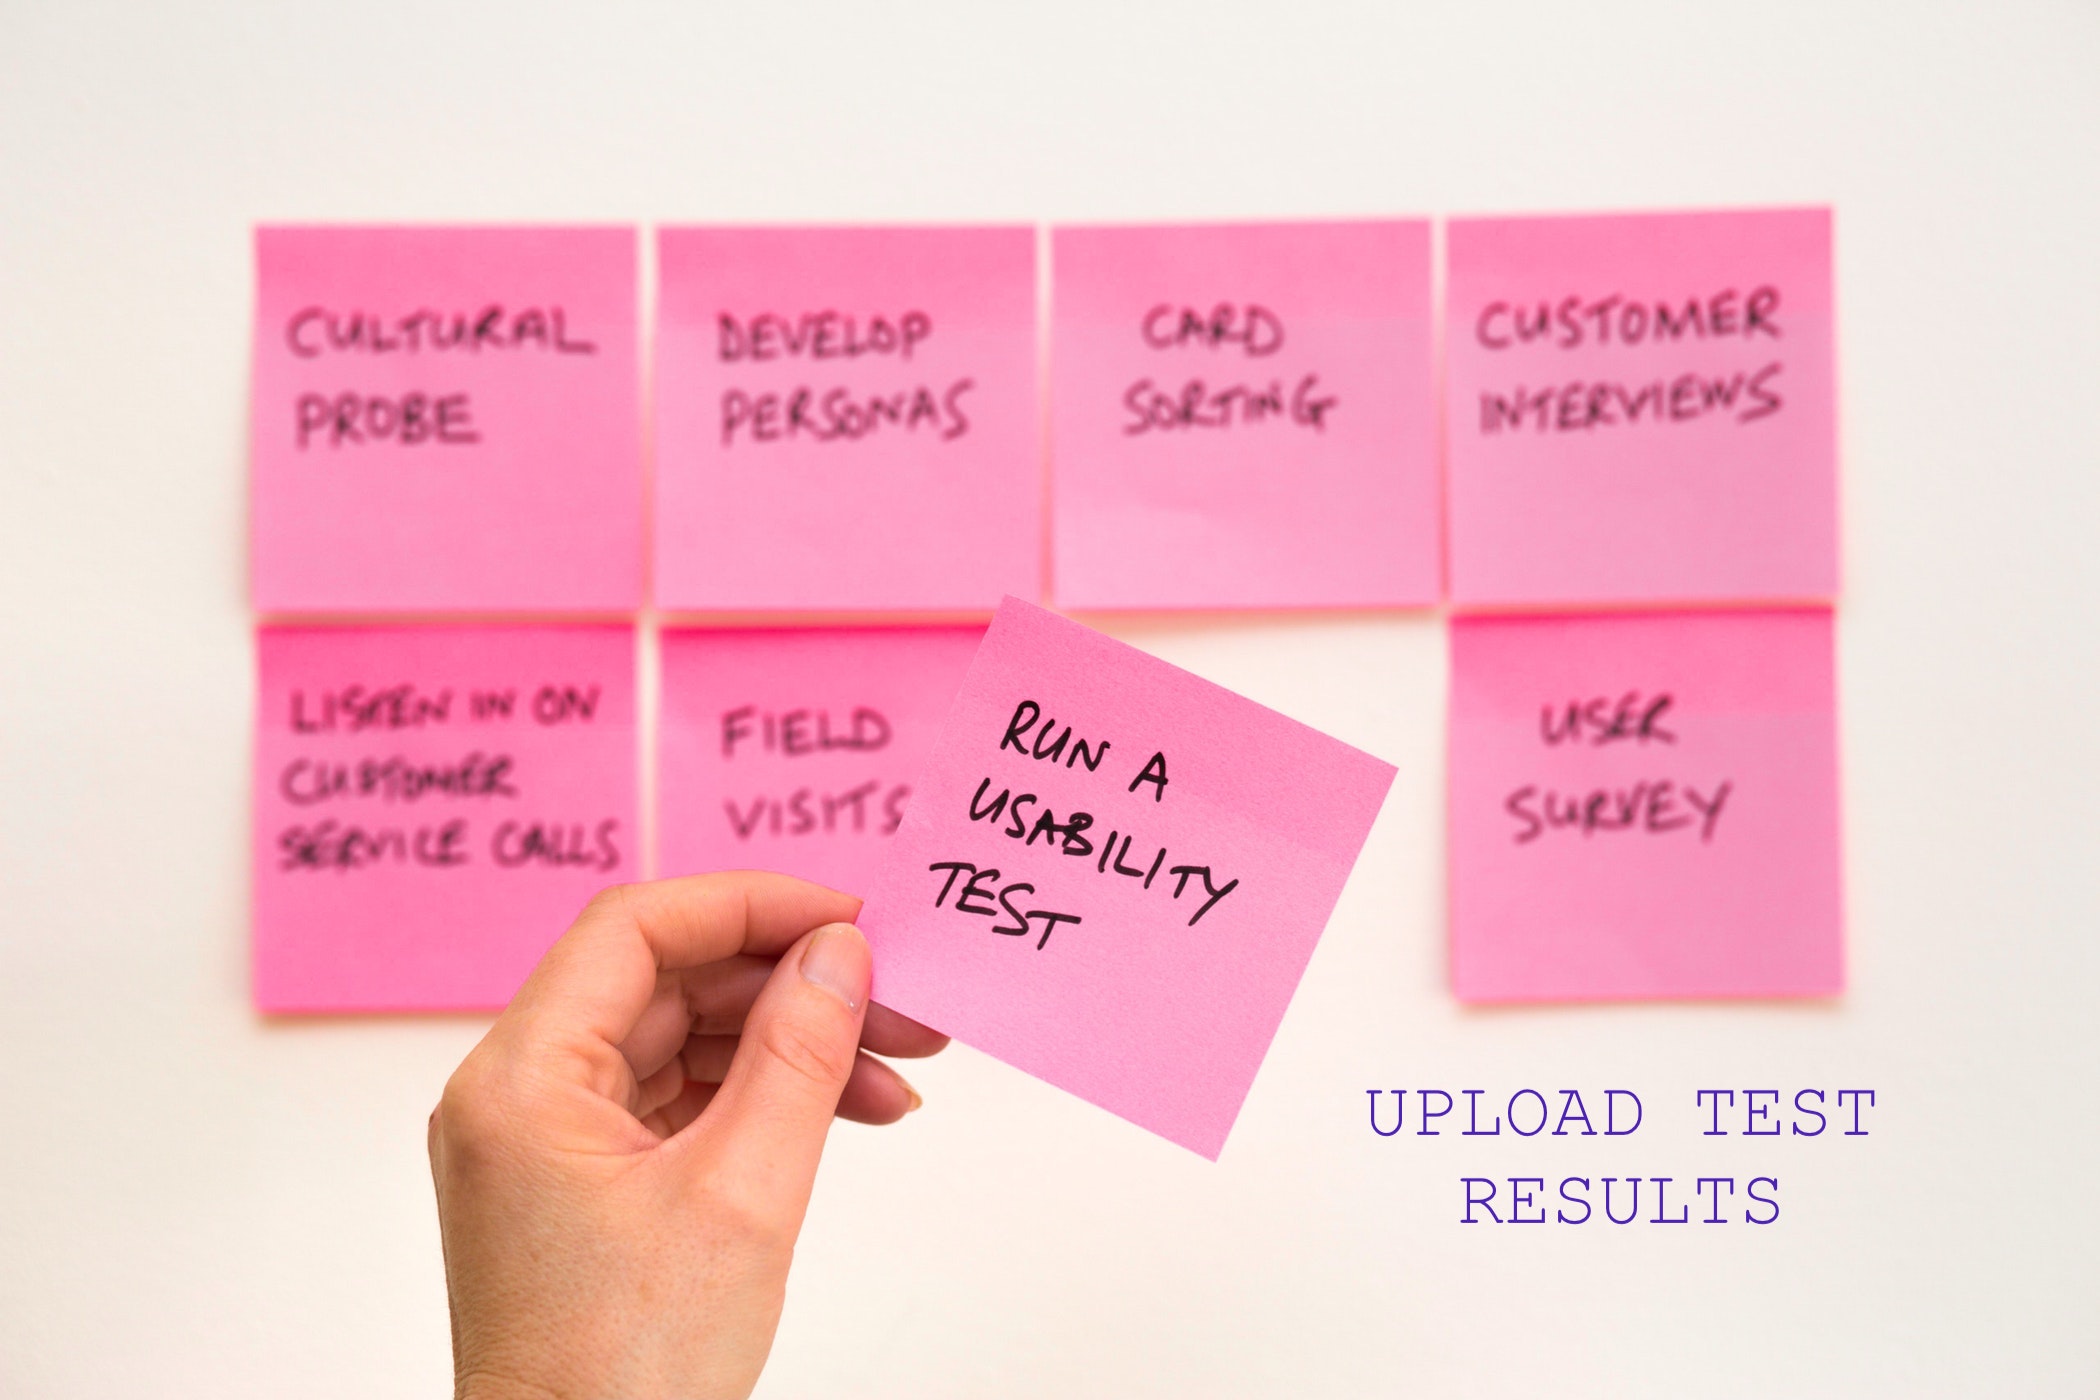 CULTURAL
PROBE
DEVELOP
PERSONAS
CARD
SORTING
CUSTOMER
INTERVIEWS
LISTEN IN ON
CUSTOMER
SERVICE CALLS
FIELD
VISITS
RUN A
USABILITY
TEST
USER
SURVEY
UPLOAD TEST
RESULTS